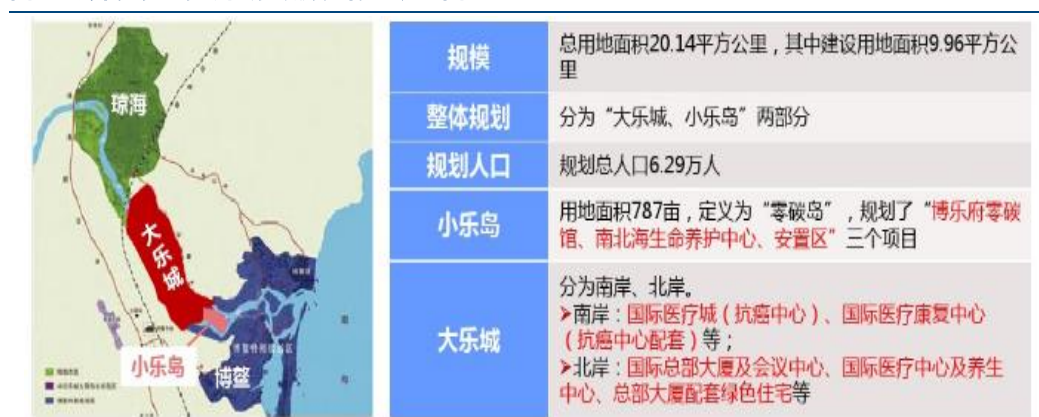 琼海
大乐城
小乐岛
博鳌
规模
总用地面积20.14平方公里，其中建设用地面积9.96平方公
里
整体规划
分为“大乐城、小乐岛”两部分
规划人口
规划总人口6.29万人
小乐岛
用地面积787亩，定义为“零碳岛”，规划了“博乐府零碳
馆、南北海生命养护中心、安置区”三个项目
大乐城
分为南岸、北岸。
➢南岸：国际医疗城（抗癌中心）、国际医疗康复中心
（抗癌中心配套）等；
➢北岸：国际总部大厦及会议中心、国际医疗中心及养生
中心、总部大厦配套绿色住宅等